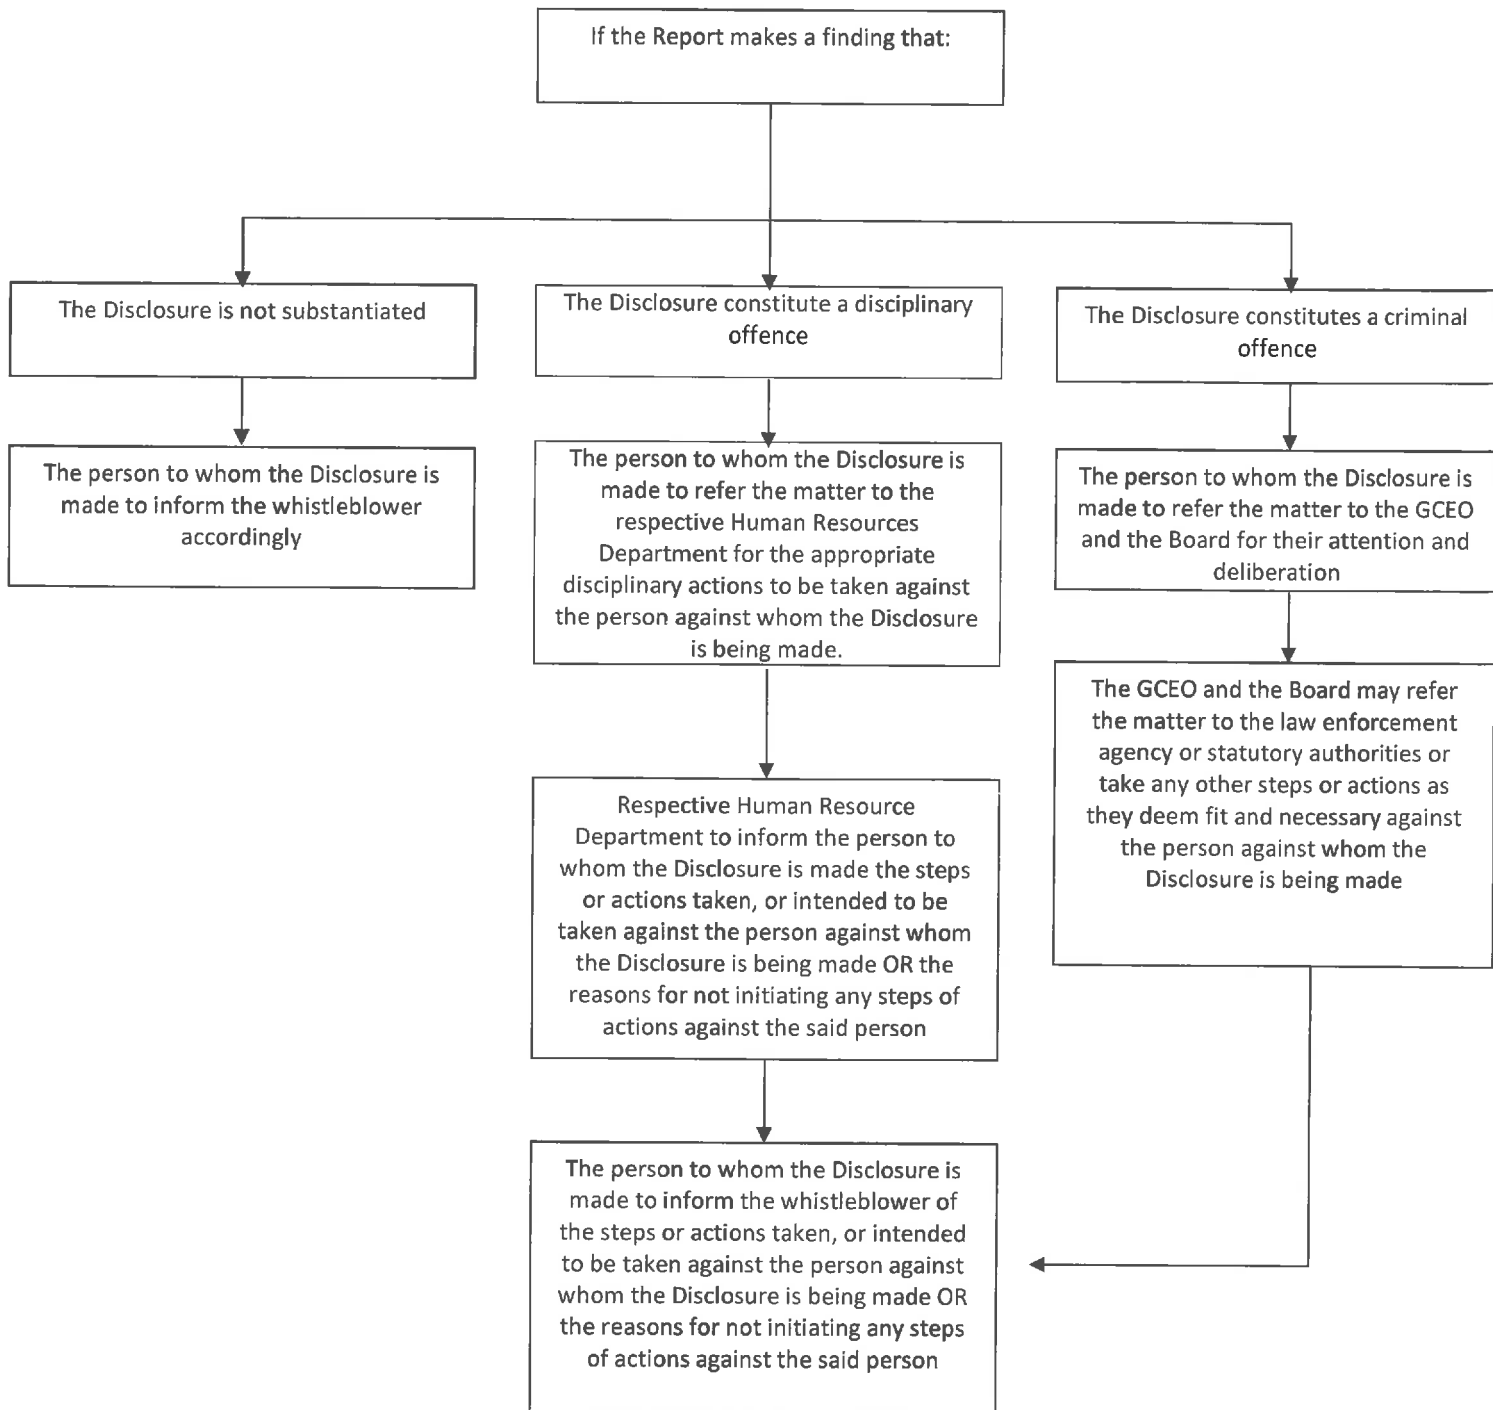 If the Report makes a finding that:
The Disclosure is not substantiated
The Disclosure constitute a disciplinary
offence
The Disclosure constitutes a criminal
offence
The person to whom the Disclosure is
made to inform the whistleblower
accordingly
The person to whom the Disclosure is
made to refer the matter to the
respective Human Resources
Department for the appropriate
disciplinary actions to be taken against
the person against whom the Disclosure
is being made.
The person to whom the Disclosure is
made to refer the matter to the GCEO
and the Board for their attention and
deliberation
The GCEO and the Board may refer
the matter to the law enforcement
agency or statutory authorities or
take any other steps or actions as
they deem fit and necessary against
the person against whom the
Disclosure is being made
Respective Human Resource
Department to inform the person to
whom the Disclosure is made the steps
or actions taken, or intended to be
taken against the person against whom
the Disclosure is being made OR the
reasons for not initiating any steps of
actions against the said person
The person to whom the Disclosure is
made to inform the whistleblower of
the steps or actions taken, or intended
to be taken against the person against
whom the Disclosure is being made OR
the reasons for not initiating any steps
of actions against the said person